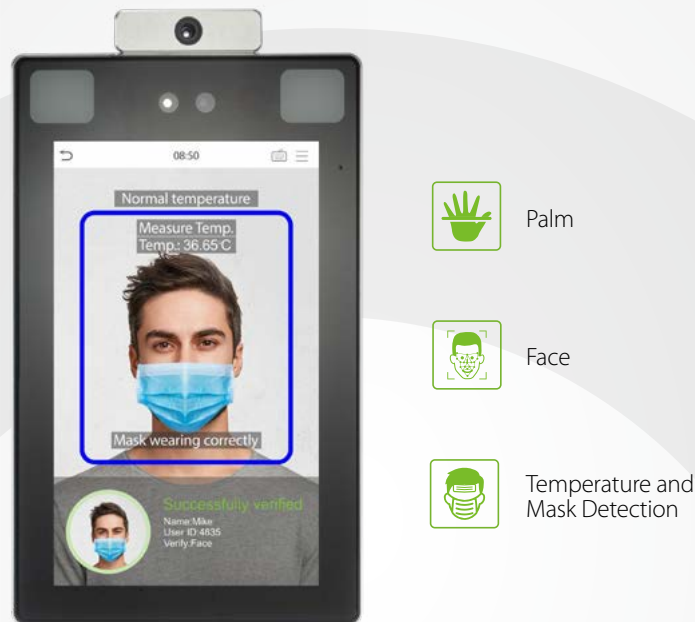 08:50
Normal temperature
Measure Temp.
Temp.: 36.65°C
Mask wearing correctly
Successfully verified
Name:Mike
User ID:4835
Verify:Face
Palm
Face
Temperature and
Mask Detection